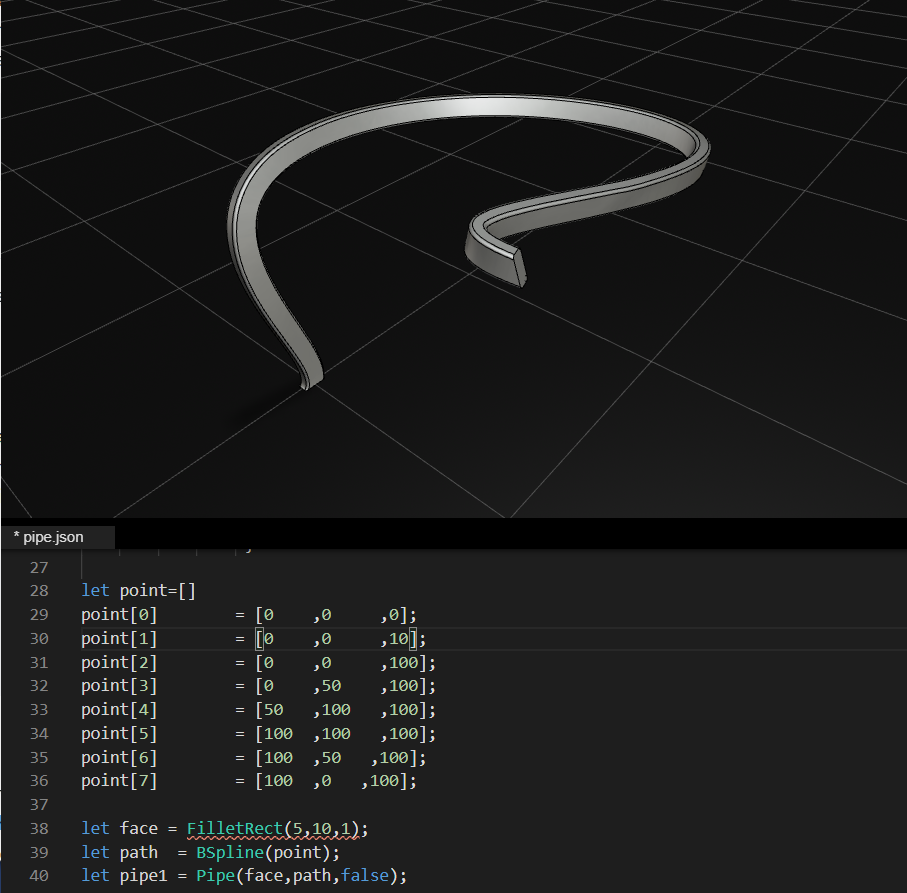 * pipe.json
27
28 let point=[]
29 point[0] = [0 ,0 ,0];
30 point[1] = [0 ,0 ,10];
31 point[2] = [0 ,0 ,100];
32 point[3] = [0 ,50 ,100];
33 point[4] = [50 ,100 ,100];
34 point[5] = [100 ,100 ,100];
35 point[6] = [100 ,50 ,100];
36 point[7] = [100 ,0 ,100];
37
38 let face = FilletRect(5,10,1);
39 let path = BSpline(point);
40 let pipe1 = Pipe(face,path,false);